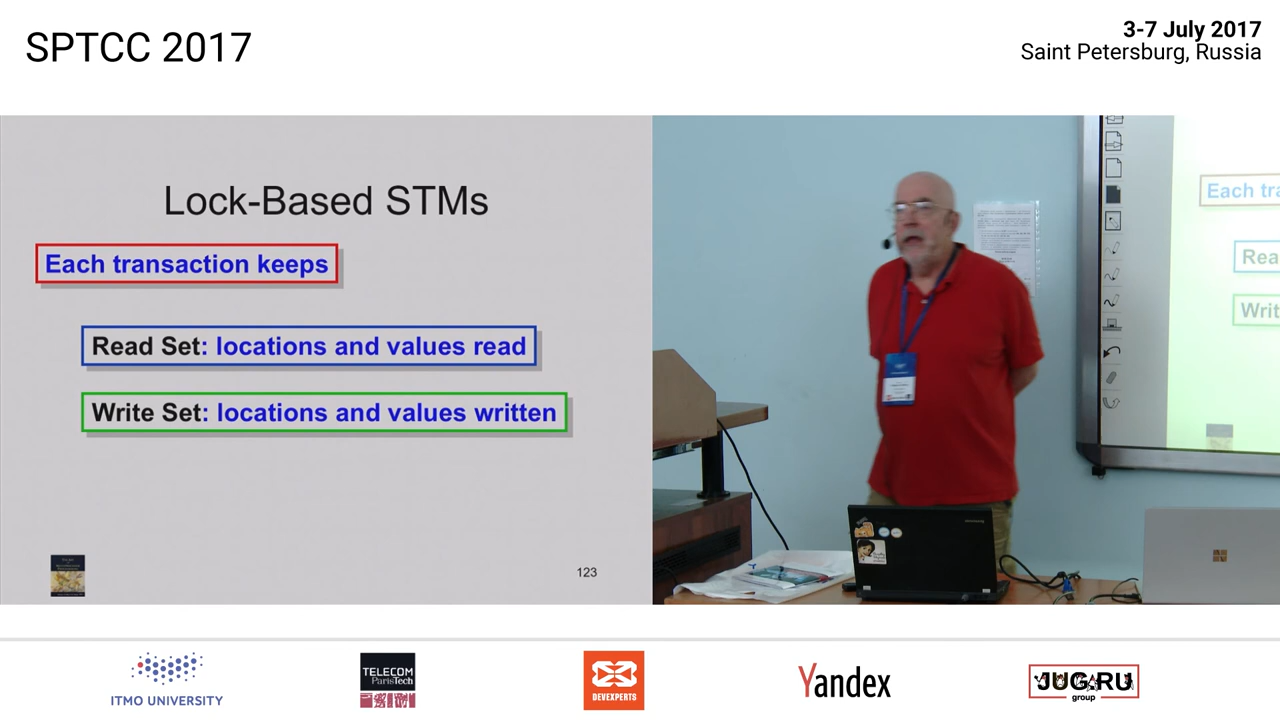 SPTCC 2017
3-7 July 2017
Saint Petersburg, Russia
Lock-Based STMs
Each transaction keeps
Read Set: locations and values read
Write Set: locations and values written
123
Each tra
Rea
Writ
ITMO UNIVERSITY
TELECOM
ParisTech
DEVEXPERTS
Yandex
JUG.RU
group